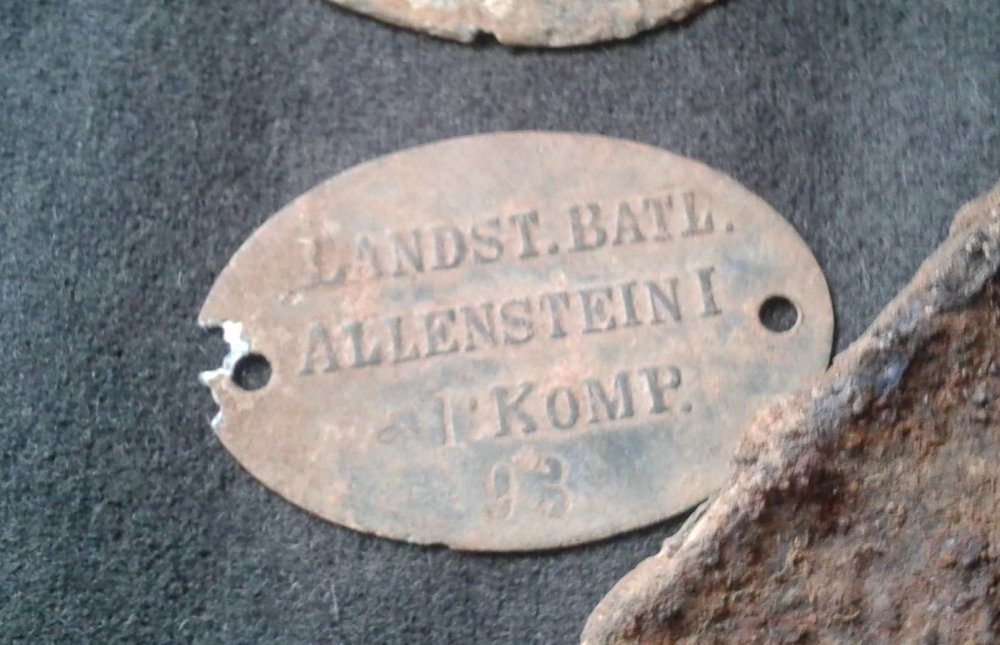 LANDST. BATL.
ALLENSTEIN I
1. KOMP.
93